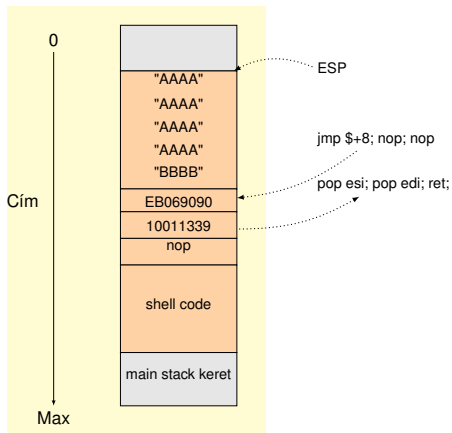 0
ESP
"AAAA"
"AAAA"
"AAAA"
"AAAA"
"BBBB"
jmp $+8; nop; nop
pop esi; pop edi; ret;
Cím
EB069090
10011339
nop
shell code
main stack keret
Max